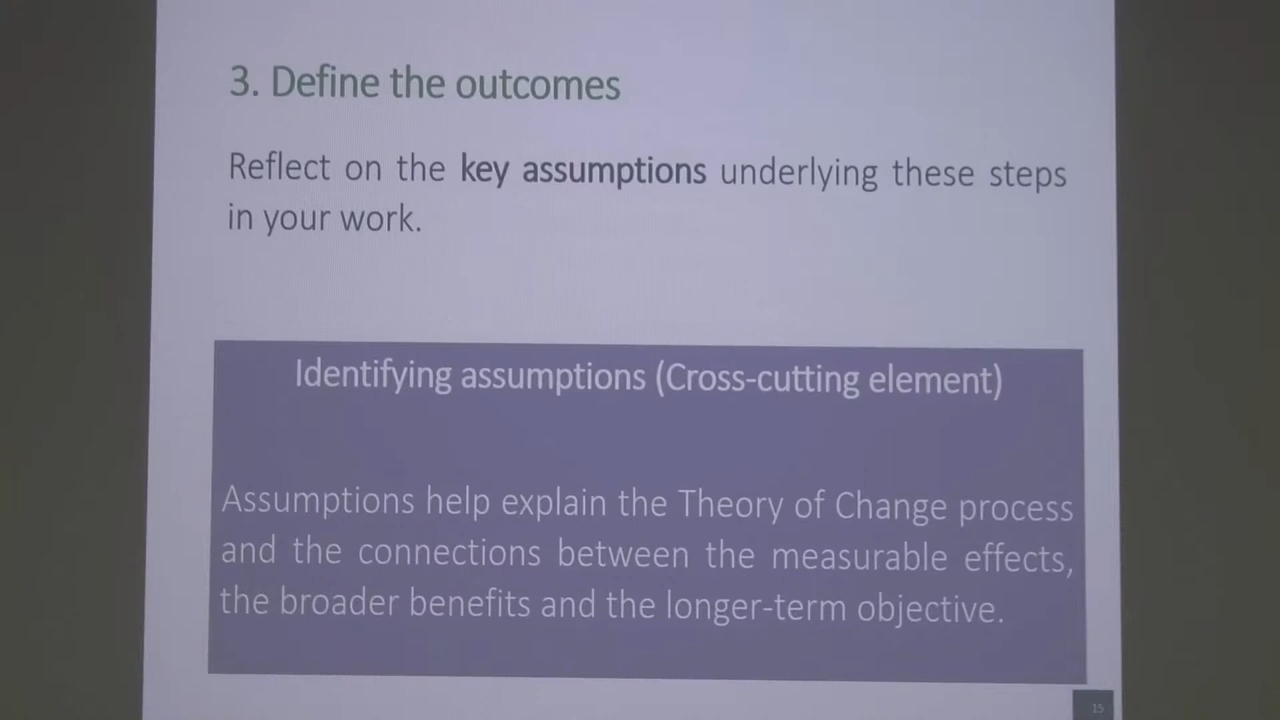 3. Define the outcomes
Reflect on the key assumptions underlying these steps
in your work.
Identifying assumptions (Cross-cutting element)
Assumptions help explain the Theory of Change process
and the connections between the measurable effects,
the broader benefits and the longer-term objective.
15